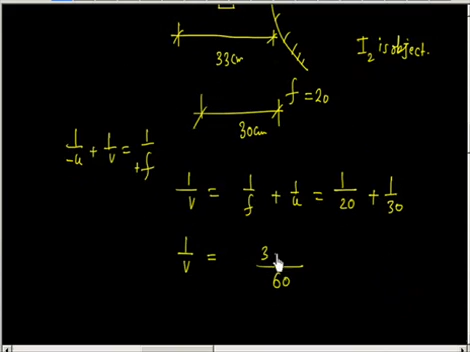 33cm
I₂ is object.
f = 20
30cm
1/-u + 1/v = 1/+f
1/v = 1/f + 1/u = 1/20 + 1/30
1/v = 3/60